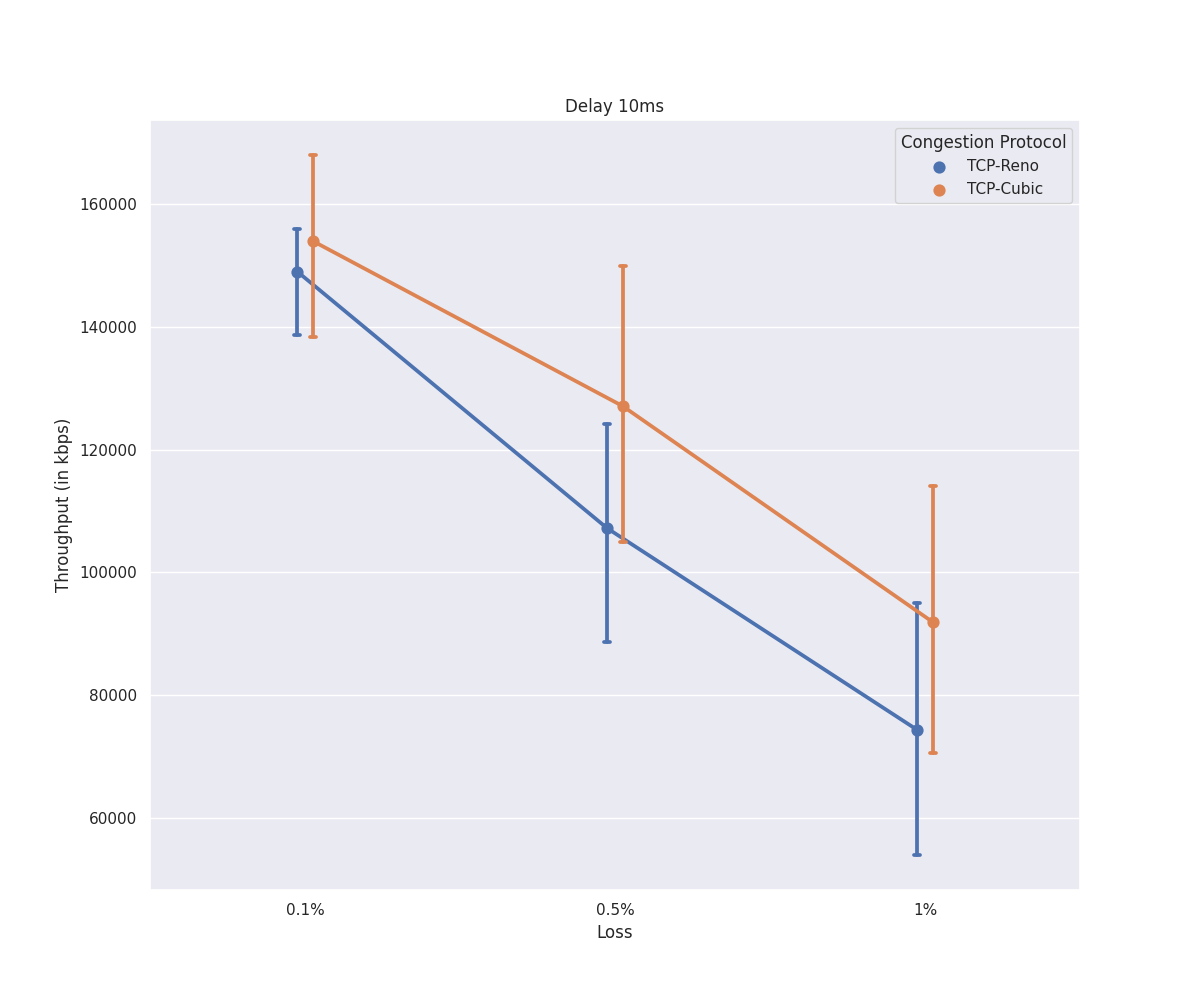 Delay 10ms
Congestion Protocol
TCP-Reno
TCP-Cubic
Throughput (in kbps)
160000
140000
120000
100000
80000
60000
0.1%
0.5%
1%
Loss